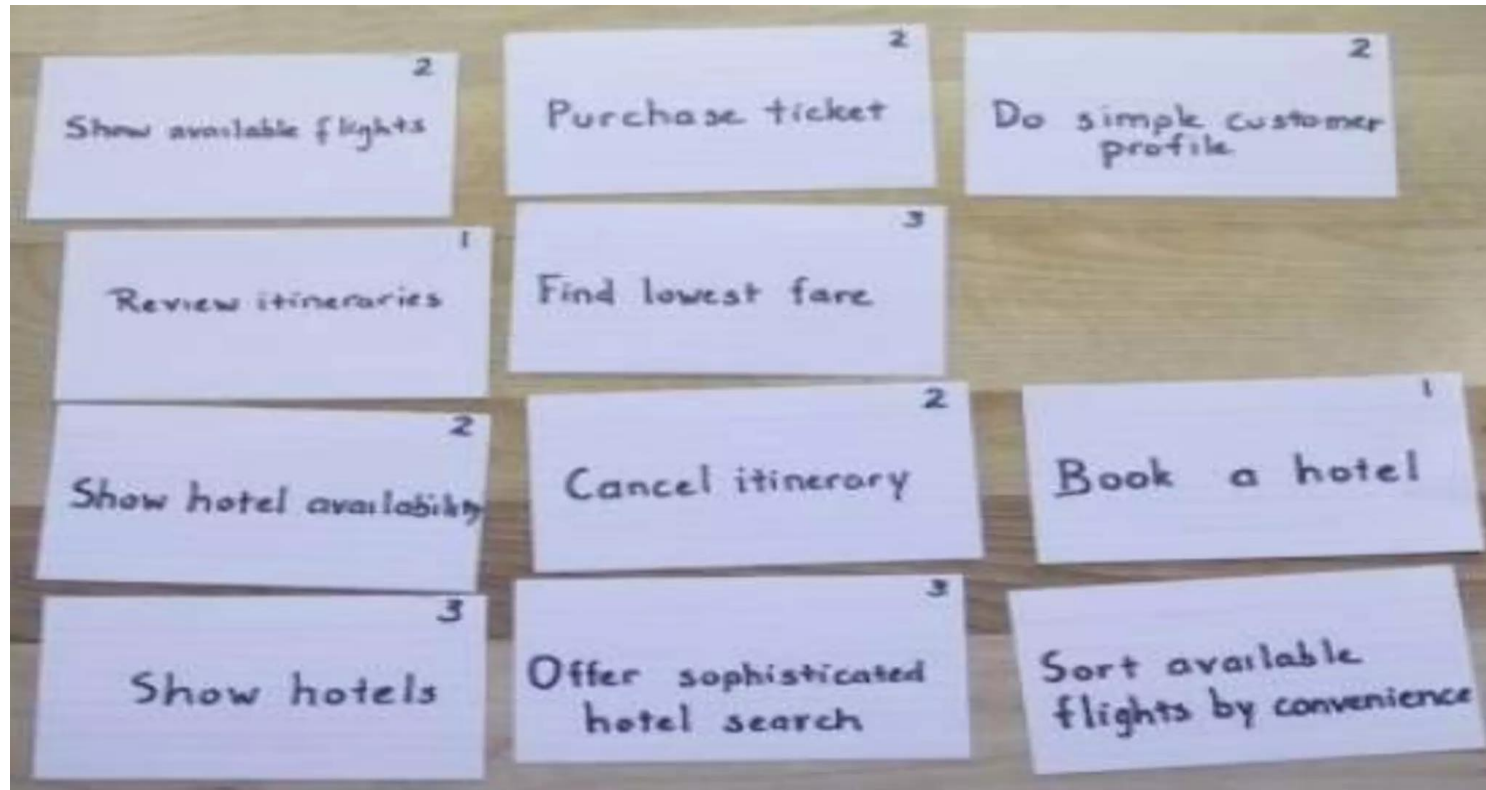 2
Show available flights
2
Purchase ticket
2
Do simple customer
profile
1
Review itineraries
3
Find lowest fare
2
Show hotel availability
2
Cancel itinerary
1
Book a hotel
3
Show hotels
3
Offer sophisticated
hotel search
Sort available
flights by convenience